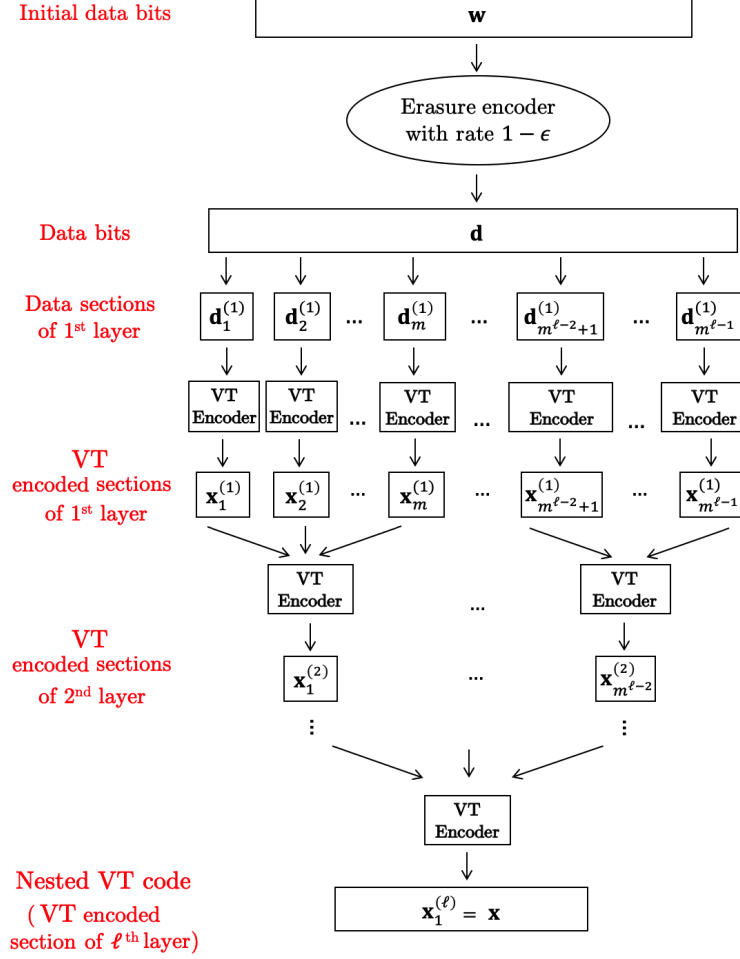 Initial data bits
w
Erasure encoder
with rate 1 − ϵ
Data bits
d
Data sections
of 1st layer
d_1^(1) d_2^(1) ... d_m^(1) ... d_{m^{ℓ−2}+1}^(1) ... d_{m^{ℓ−1}}^(1)
VT VT VT VT VT
Encoder Encoder ... Encoder ... Encoder ... Encoder
VT
encoded sections
of 1st layer
x_1^(1) x_2^(1) ... x_m^(1) ... x_{m^{ℓ−2}+1}^(1) ... x_{m^{ℓ−1}}^(1)
VT VT
Encoder ... Encoder
VT
encoded sections
of 2nd layer
x_1^(2) ... x_{m^{ℓ−2}}^(2)
⋮ ⋮
VT
Encoder
Nested VT code
( VT encoded
section of ℓth layer)
x_1^(ℓ) = x